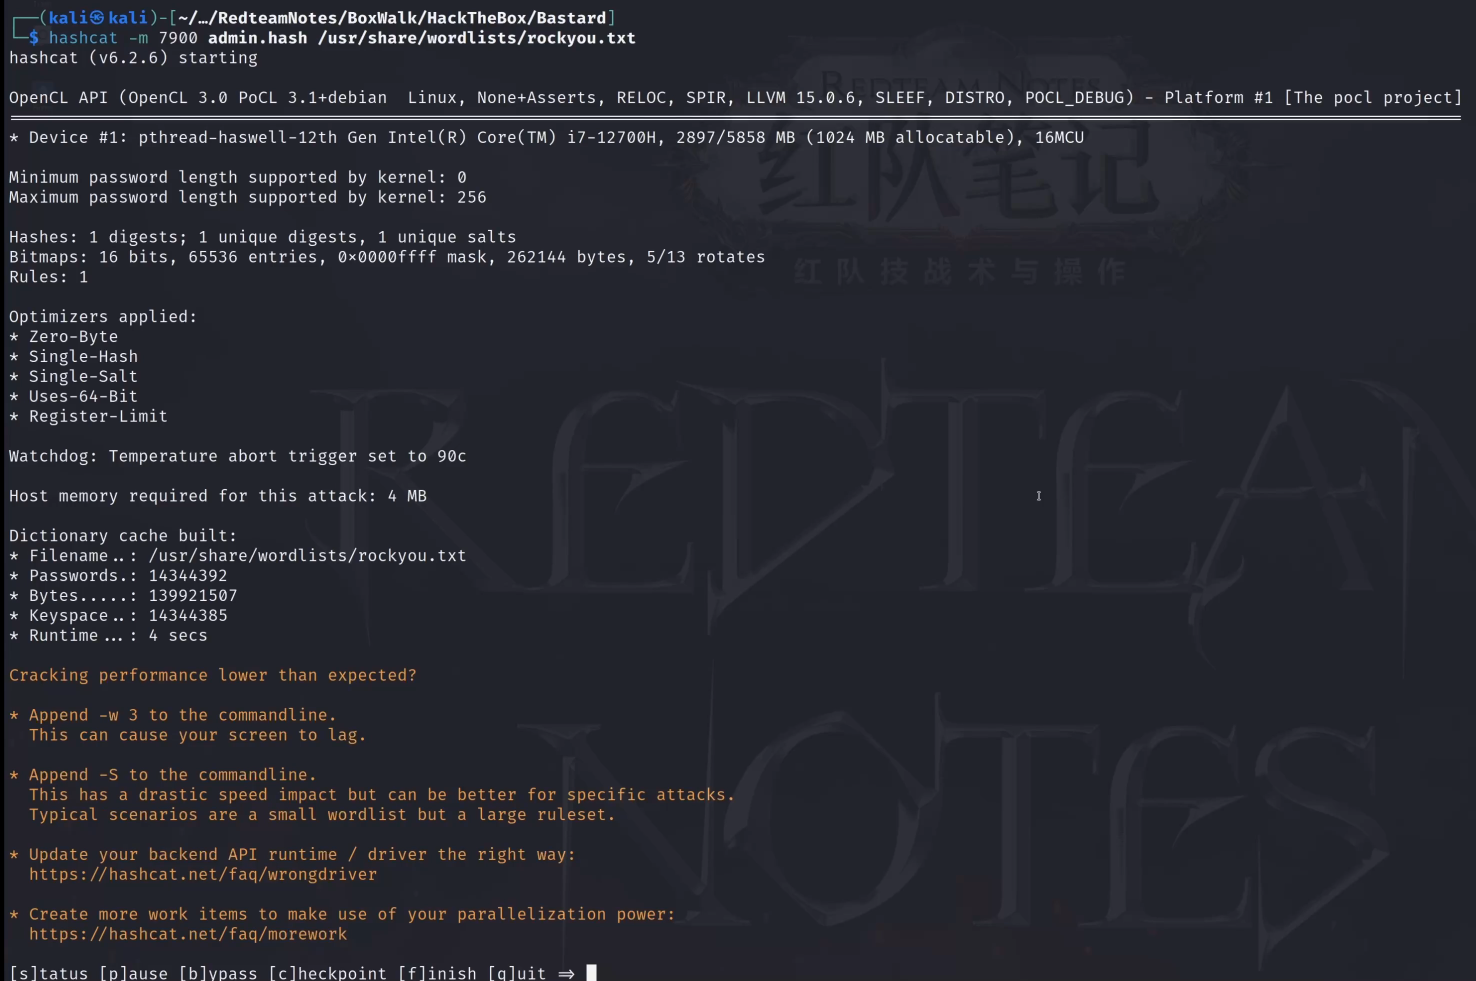 ┌──(kali㉿kali)-[~/…/RedteamNotes/BoxWalk/HackTheBox/Bastard]
└─$ hashcat -m 7900 admin.hash /usr/share/wordlists/rockyou.txt
hashcat (v6.2.6) starting
REDTEAM NOTES
OpenCL API (OpenCL 3.0 PoCL 3.1+debian  Linux, None+Asserts, RELOC, SPIR, LLVM 15.0.6, SLEEF, DISTRO, POCL_DEBUG) - Platform #1 [The pocl project]
* Device #1: pthread-haswell-12th Gen Intel(R) Core(TM) i7-12700H, 2897/5858 MB (1024 MB allocatable), 16MCU
红队笔记
Minimum password length supported by kernel: 0
Maximum password length supported by kernel: 256
Hashes: 1 digests; 1 unique digests, 1 unique salts
Bitmaps: 16 bits, 65536 entries, 0x0000ffff mask, 262144 bytes, 5/13 rotates
红队技战术与操作
Rules: 1
Optimizers applied:
* Zero-Byte
* Single-Hash
* Single-Salt
* Uses-64-Bit
* Register-Limit
Watchdog: Temperature abort trigger set to 90c
REDTEAM
Host memory required for this attack: 4 MB
Dictionary cache built:
* Filename..: /usr/share/wordlists/rockyou.txt
* Passwords.: 14344392
* Bytes.....: 139921507
* Keyspace..: 14344385
* Runtime...: 4 secs
Cracking performance lower than expected?
* Append -w 3 to the commandline.
This can cause your screen to lag.
* Append -S to the commandline.
This has a drastic speed impact but can be better for specific attacks.
Typical scenarios are a small wordlist but a large ruleset.
NOTES
* Update your backend API runtime / driver the right way:
https://hashcat.net/faq/wrongdriver
* Create more work items to make use of your parallelization power:
https://hashcat.net/faq/morework
[s]tatus [p]ause [b]ypass [c]heckpoint [f]inish [q]uit =>